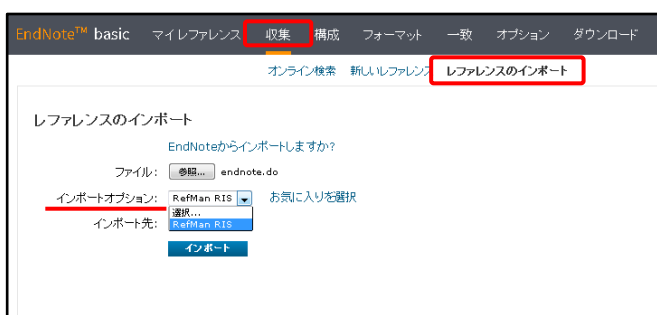 EndNote™ basic マイレファレンス 収集 構成 フォーマット 一致 オプション ダウンロード
オンライン検索 新しいレファレンス レファレンスのインポート
レファレンスのインポート
EndNoteからインポートしますか?
ファイル: 参照... endnote.do
インポートオプション: RefMan RIS お気に入りを選択
選択...
インポート先: RefMan RIS
インポート